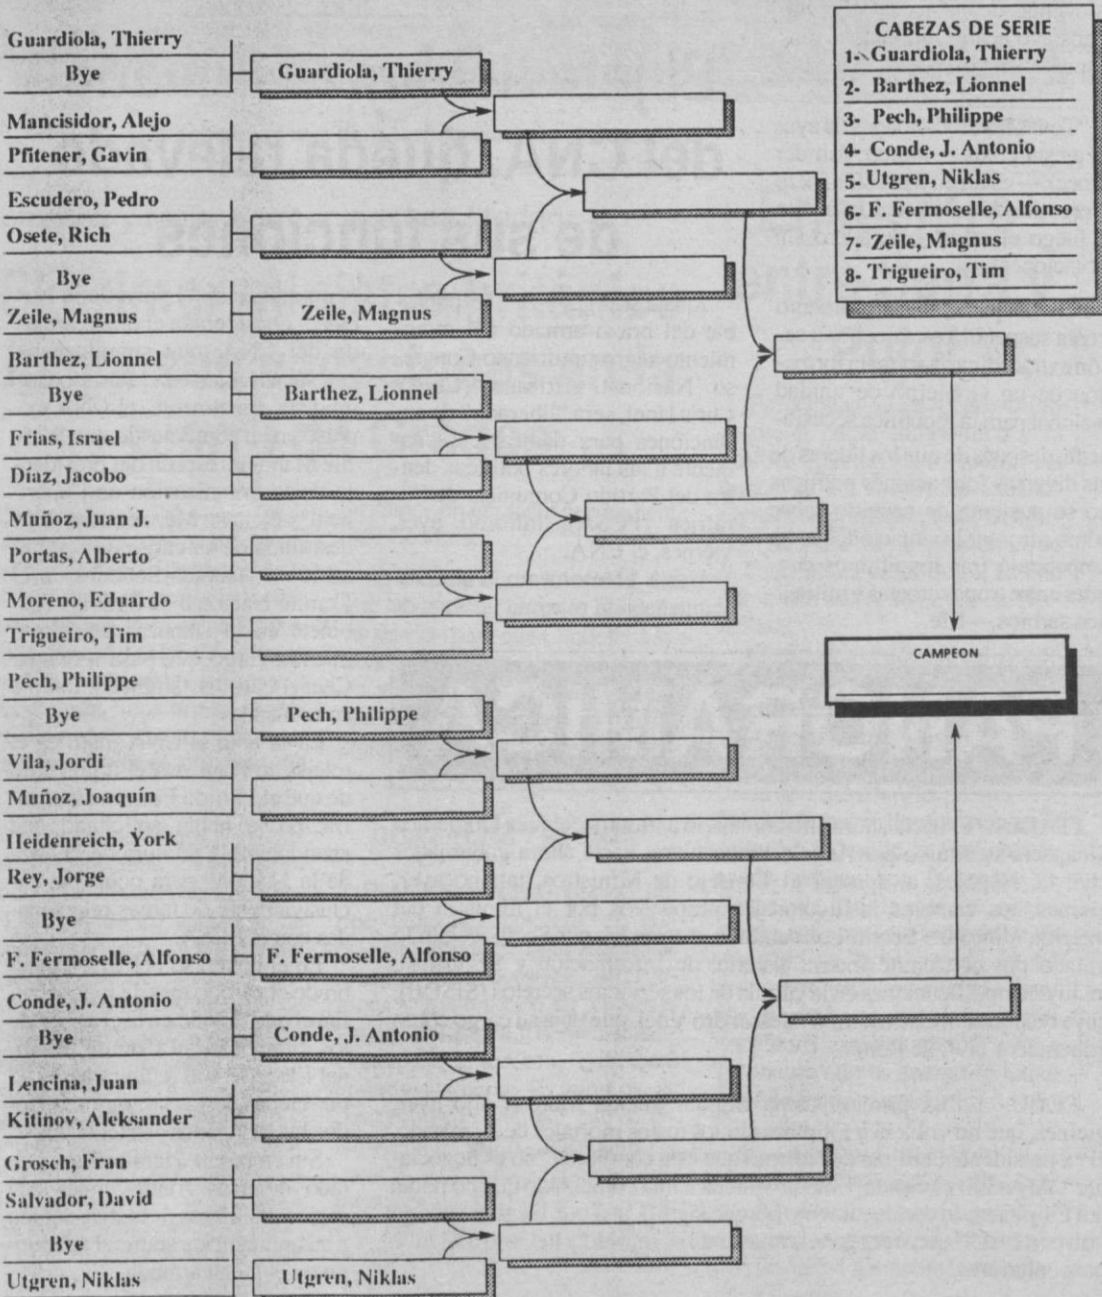 Guardiola, Thierry
Bye
Guardiola, Thierry
Mancisidor, Alejo
Pfitener, Gavin
Escudero, Pedro
Osete, Rich
Bye
Zeile, Magnus
Zeile, Magnus
Barthez, Lionnel
Bye
Barthez, Lionnel
Frias, Israel
Díaz, Jacobo
Muñoz, Juan J.
Portas, Alberto
Moreno, Eduardo
Trigueiro, Tim
Pech, Philippe
Bye
Pech, Philippe
Vila, Jordi
Muñoz, Joaquín
Heidenreich, York
Rey, Jorge
Bye
F. Fermoselle, Alfonso
F. Fermoselle, Alfonso
Conde, J. Antonio
Bye
Conde, J. Antonio
Lencina, Juan
Kitinov, Aleksander
Grosch, Fran
Salvador, David
Bye
Utgren, Niklas
Utgren, Niklas
CABEZAS DE SERIE
1- Guardiola, Thierry
2- Barthez, Lionnel
3- Pech, Philippe
4- Conde, J. Antonio
5- Utgren, Niklas
6- F. Fermoselle, Alfonso
7- Zeile, Magnus
8- Trigueiro, Tim
CAMPEON